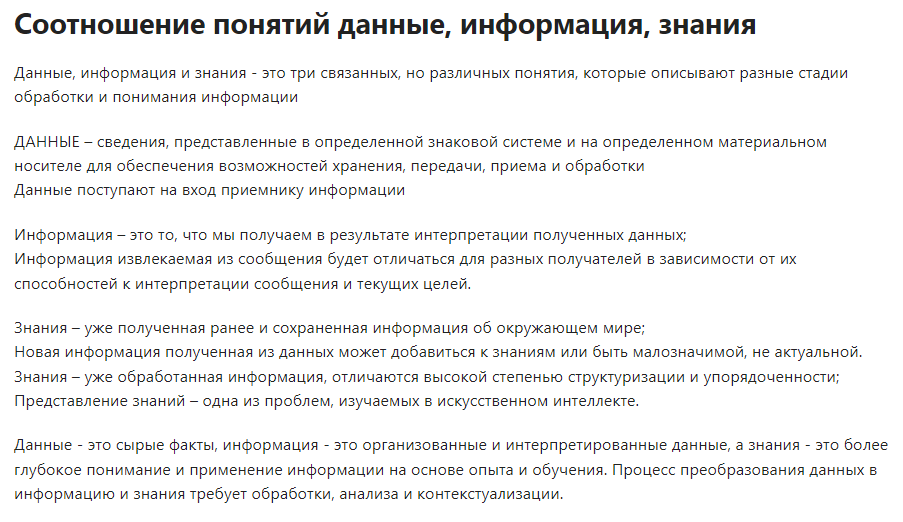 Соотношение понятий данные, информация, знания
Данные, информация и знания - это три связанных, но различных понятия, которые описывают разные стадии
обработки и понимания информации
ДАННЫЕ – сведения, представленные в определенной знаковой системе и на определенном материальном
носителе для обеспечения возможностей хранения, передачи, приема и обработки
Данные поступают на вход приемнику информации
Информация – это то, что мы получаем в результате интерпретации полученных данных;
Информация извлекаемая из сообщения будет отличаться для разных получателей в зависимости от их
способностей к интерпретации сообщения и текущих целей.
Знания – уже полученная ранее и сохраненная информация об окружающем мире;
Новая информация полученная из данных может добавиться к знаниям или быть малозначимой, не актуальной.
Знания – уже обработанная информация, отличаются высокой степенью структуризации и упорядоченности;
Представление знаний – одна из проблем, изучаемых в искусственном интеллекте.
Данные - это сырые факты, информация - это организованные и интерпретированные данные, а знания - это более
глубокое понимание и применение информации на основе опыта и обучения. Процесс преобразования данных в
информацию и знания требует обработки, анализа и контекстуализации.